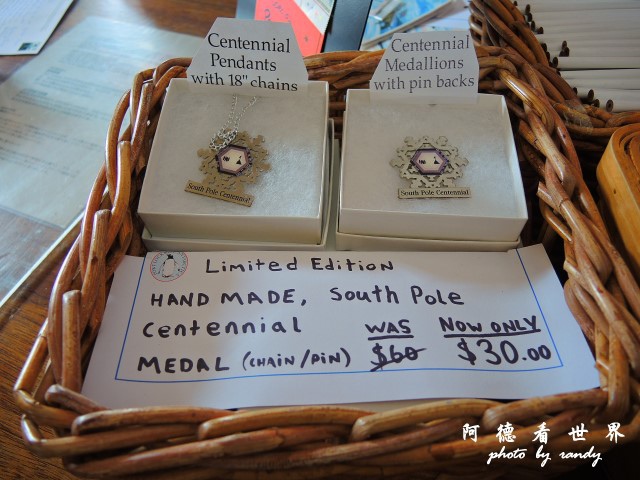 Centennial
Pendants
with 18" chains
Centennial
Medallions
with pin backs
South Pole Centennial
South Pole Centennial
Limited Edition
HAND MADE, South Pole
Centennial WAS NOW ONLY
MEDAL (CHAIN/PIN) $60 $30.00
阿德看世界
photo by randy